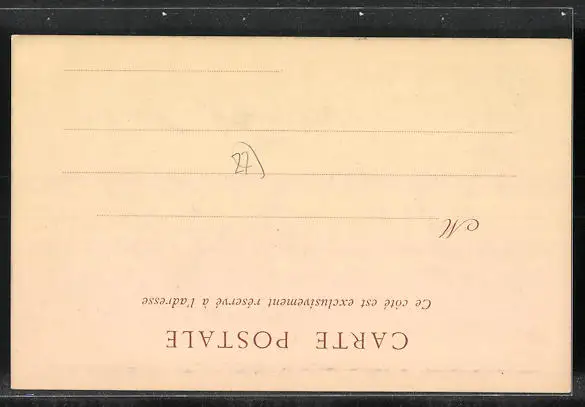 CARTE POSTALE
Ce côté est exclusivement réservé à l'adresse
M